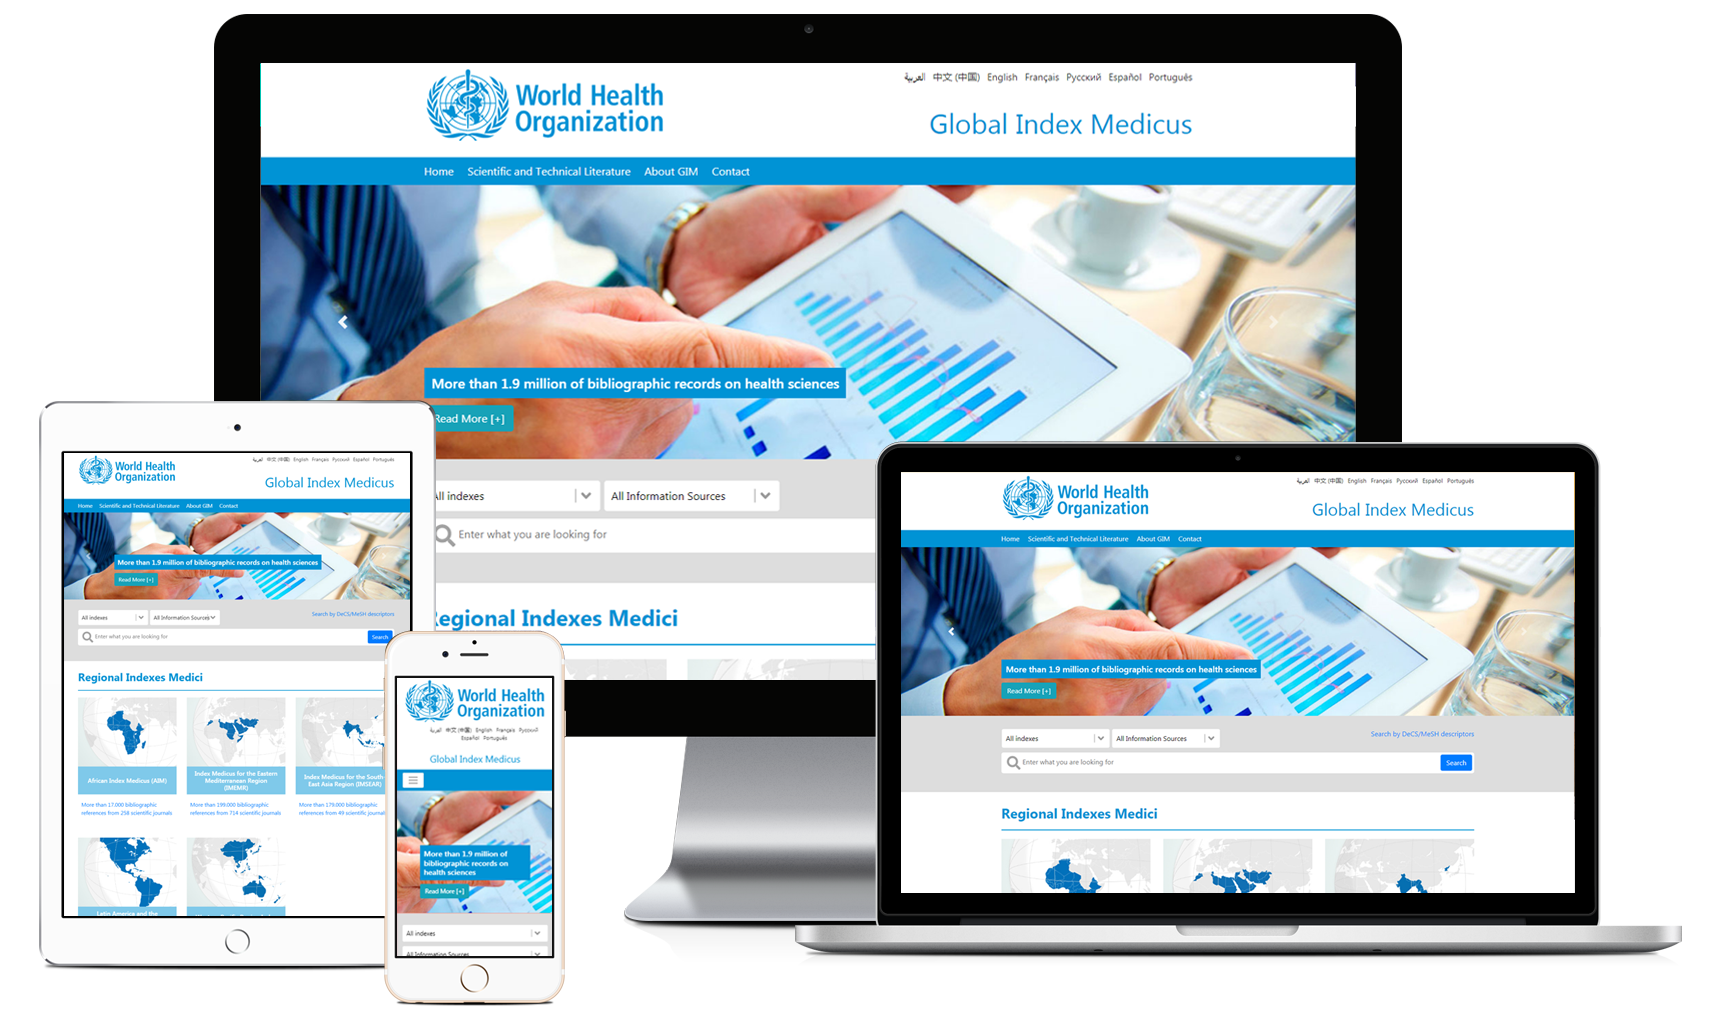 World Health
Organization
العربية 中文 (中国) English Français Русский Español Português
Global Index Medicus
Home Scientific and Technical Literature About GIM Contact
More than 1.9 million of bibliographic records on health sciences
Read More [+]
All indexes
All Information Sources
Enter what you are looking for
Regional Indexes Medici
World Health
Organization
العربية 中文 (中国) English Français Русский Español Português
Global Index Medicus
Home Scientific and Technical Literature About GIM Contact
More than 1.9 million of bibliographic records on health sciences
Read More [+]
All indexes
All Information Sources
Search by DeCS/MeSH descriptors
Enter what you are looking for
Search
Regional Indexes Medici
African Index Medicus (AIM)
More than 17.000 bibliographic
references from 258 scientific journals
Index Medicus for the Eastern
Mediterranean Region
(IMEMR)
More than 199.000 bibliographic
references from 714 scientific journals
Index Medicus for the South
East Asia Region (IMSEAR)
More than 179.000 bibliographic
references from 49 scientific journals
Latin America and the
World Health
Organization
العربية 中文 (中国) English Français Русский
Español Português
Global Index Medicus
More than 1.9 million of
bibliographic records on
health sciences
Read More [+]
All indexes
All Information Sources
World Health
Organization
العربية 中文 (中国) English Français Русский Español Português
Global Index Medicus
Home Scientific and Technical Literature About GIM Contact
More than 1.9 million of bibliographic records on health sciences
Read More [+]
All indexes
All Information Sources
Search by DeCS/MeSH descriptors
Enter what you are looking for
Search
Regional Indexes Medici